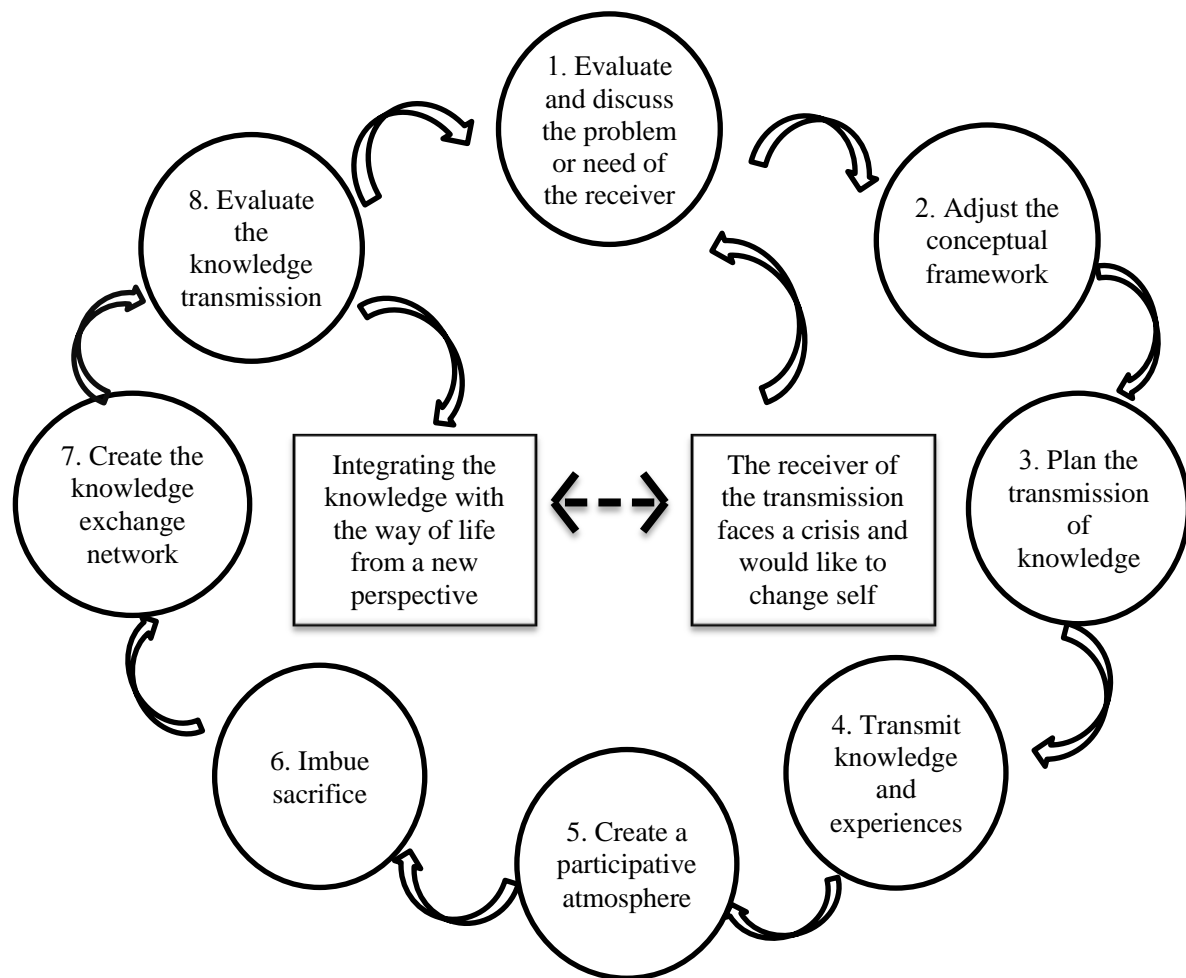 1. Evaluate
and discuss
the problem
or need of
the receiver
2. Adjust the
conceptual
framework
3. Plan the
transmission
of
knowledge
4. Transmit
knowledge
and
experiences
5. Create a
participative
atmosphere
6. Imbue
sacrifice
7. Create the
knowledge
exchange
network
8. Evaluate
the
knowledge
transmission
Integrating the
knowledge with
the way of life
from a new
perspective
The receiver of
the transmission
faces a crisis and
would like to
change self